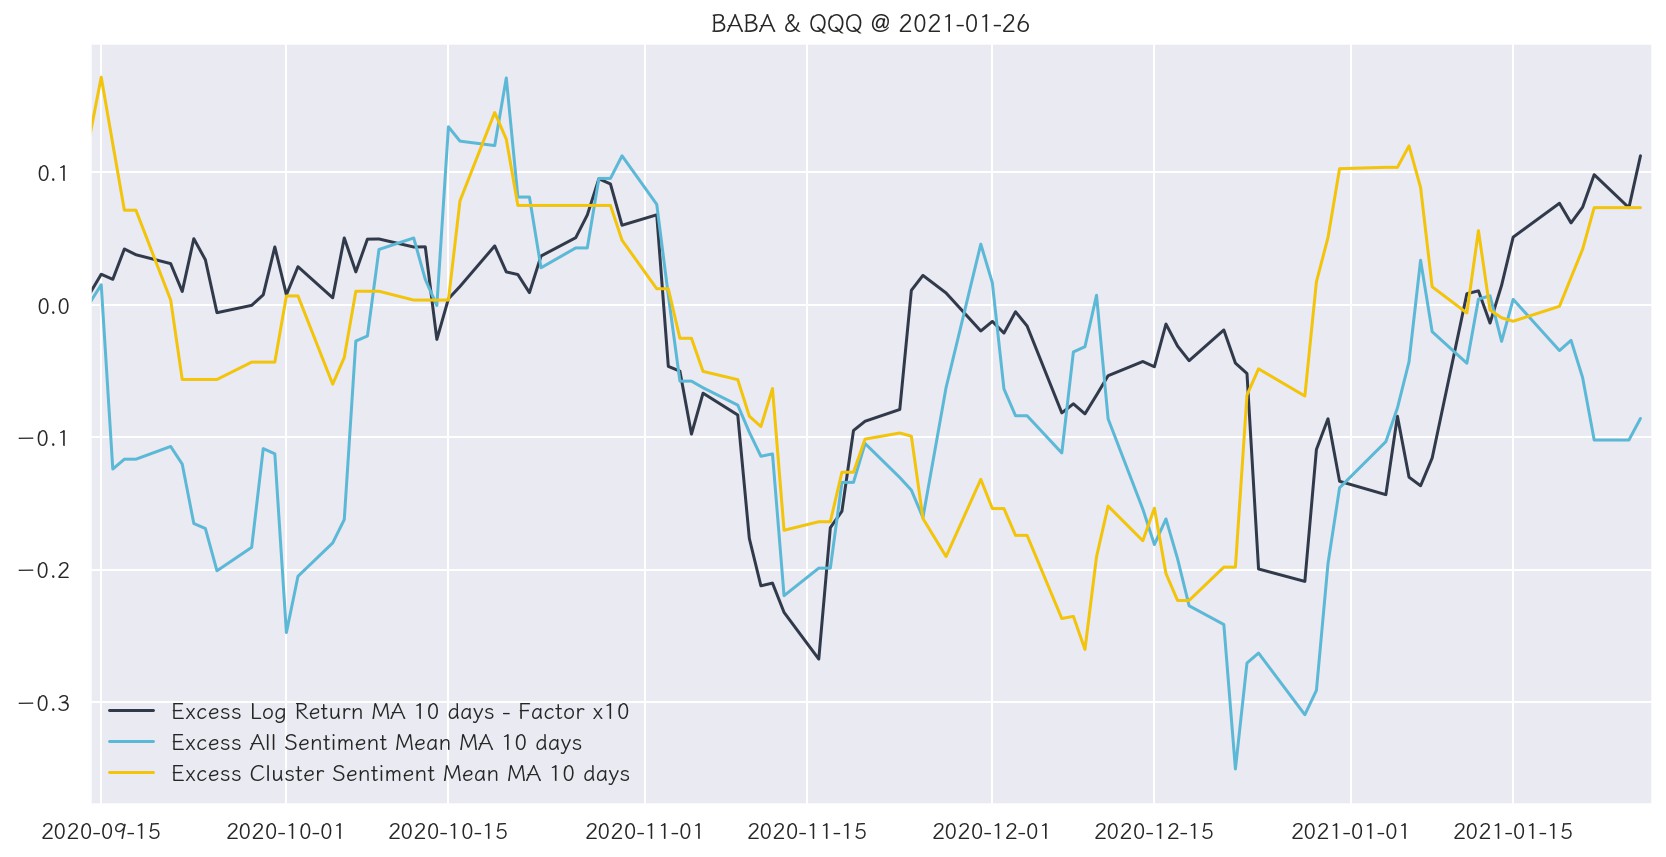 BABA & QQQ @ 2021-01-26
0.1
0.0
−0.1
−0.2
−0.3
Excess Log Return MA 10 days - Factor x10
Excess All Sentiment Mean MA 10 days
Excess Cluster Sentiment Mean MA 10 days
2020-09-15 2020-10-01 2020-10-15 2020-11-01 2020-11-15 2020-12-01 2020-12-15 2021-01-01 2021-01-15